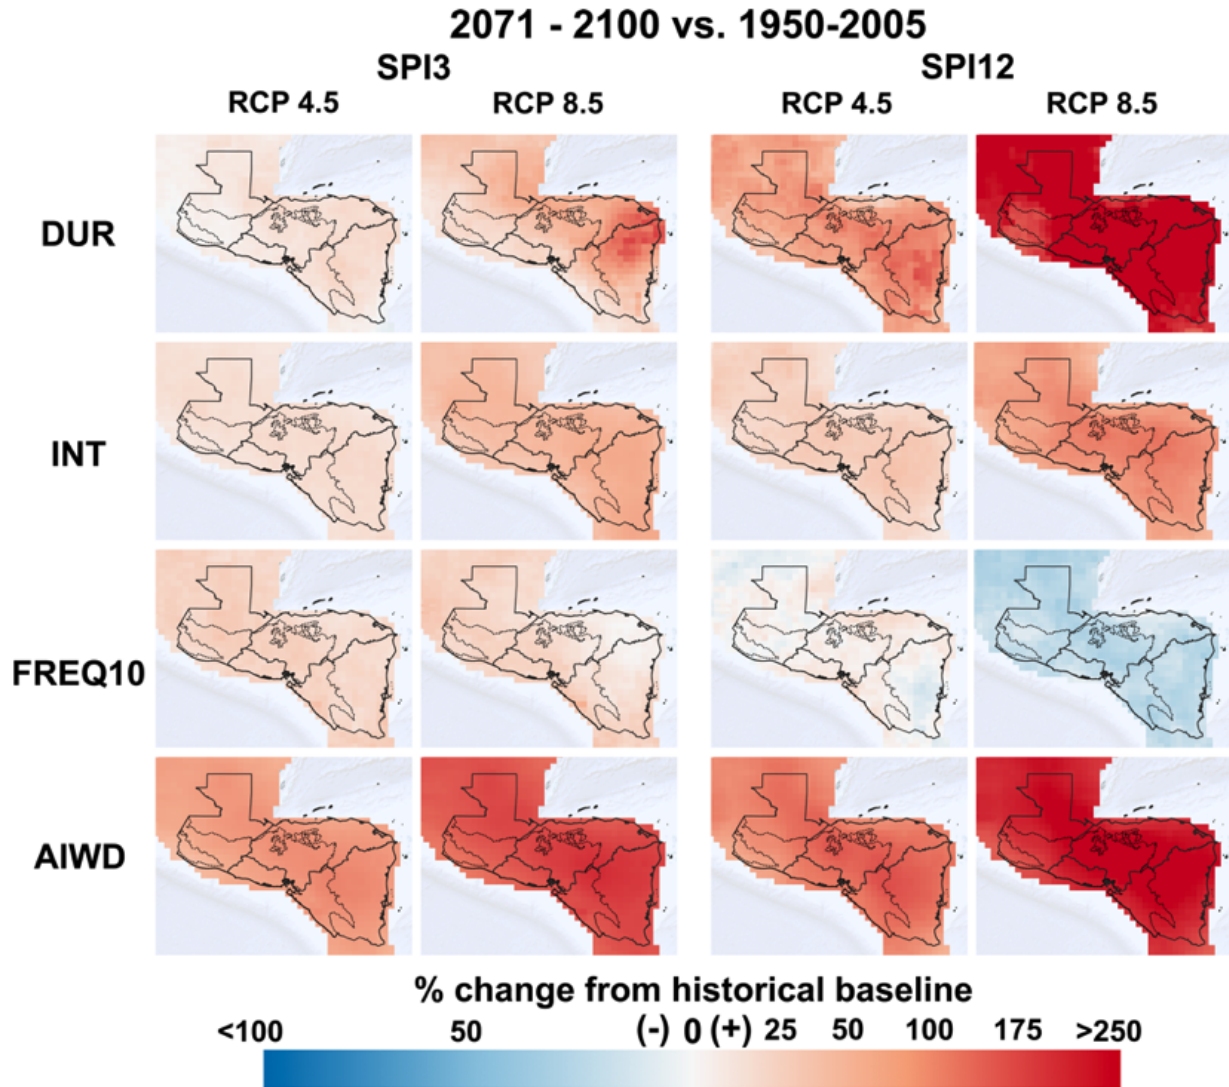 2071 - 2100 vs. 1950-2005
SPI3 SPI12
RCP 4.5 RCP 8.5 RCP 4.5 RCP 8.5
DUR
INT
FREQ10
AIWD
% change from historical baseline
<100 50 (-) 0 (+) 25 50 100 175 >250